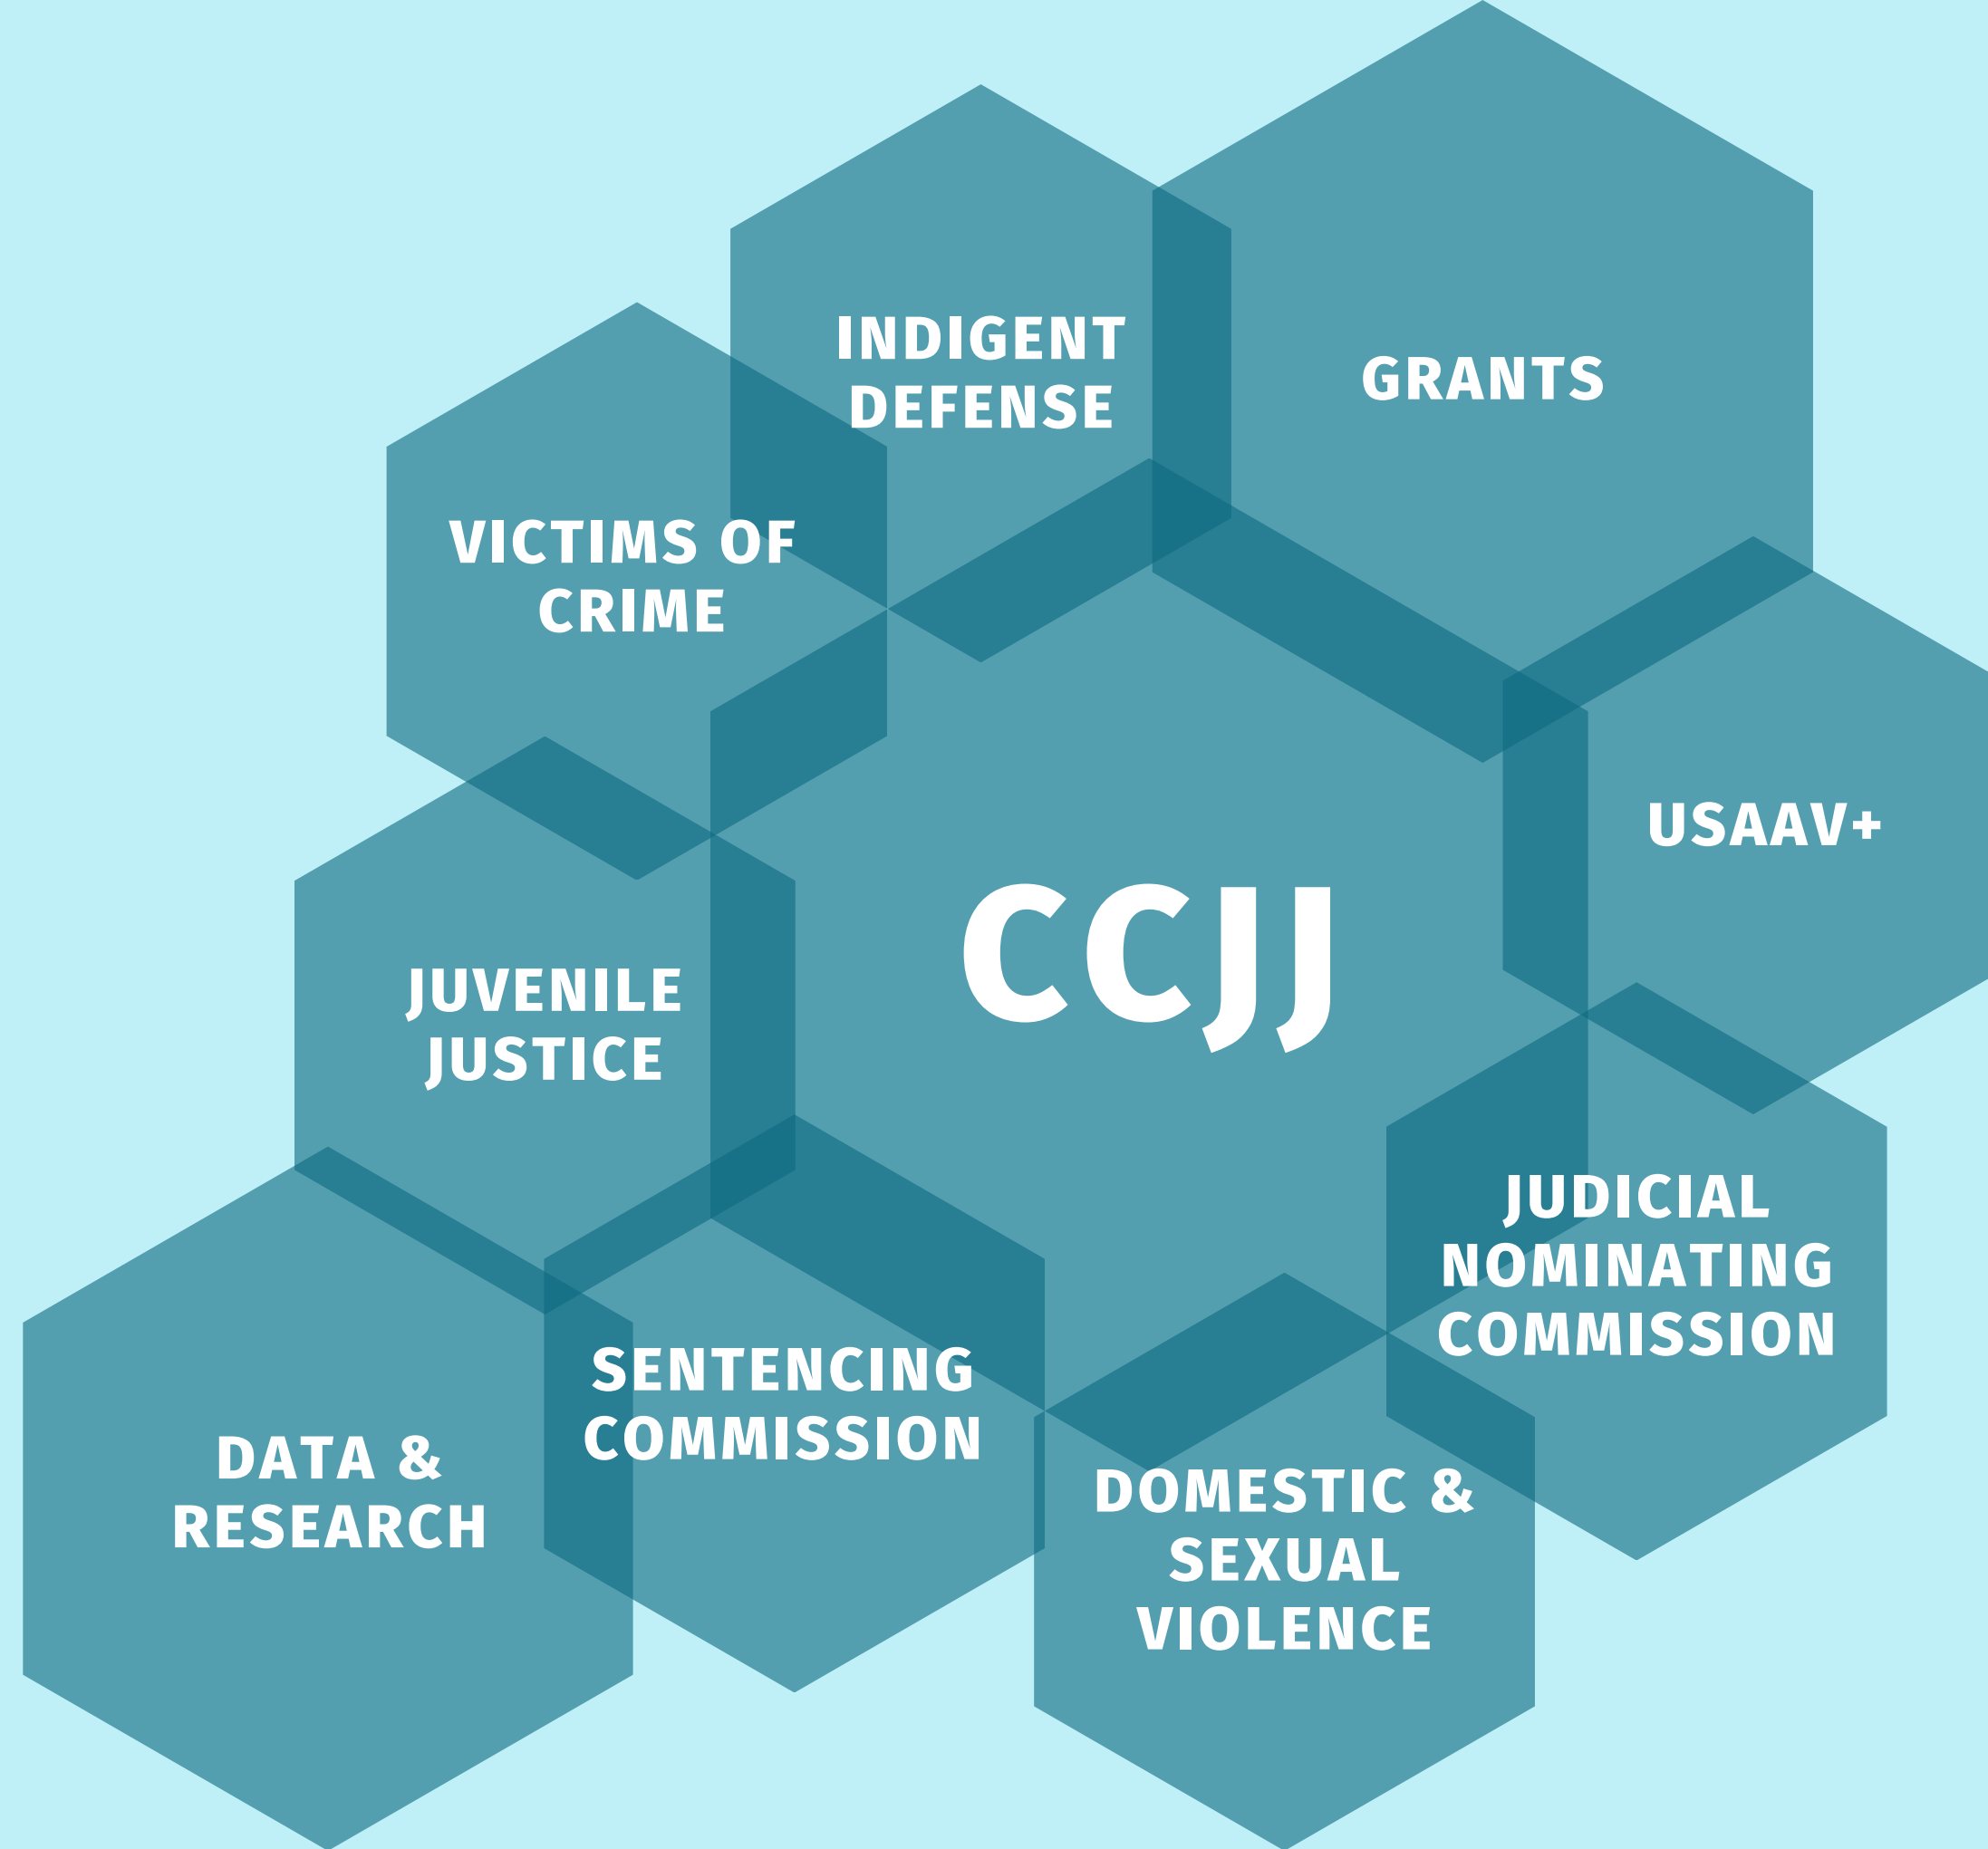 INDIGENT
DEFENSE
GRANTS
VICTIMS OF
CRIME
USAAV+
CCJJ
JUVENILE
JUSTICE
JUDICIAL
NOMINATING
COMMISSION
SENTENCING
COMMISSION
DATA &
RESEARCH
DOMESTIC &
SEXUAL
VIOLENCE